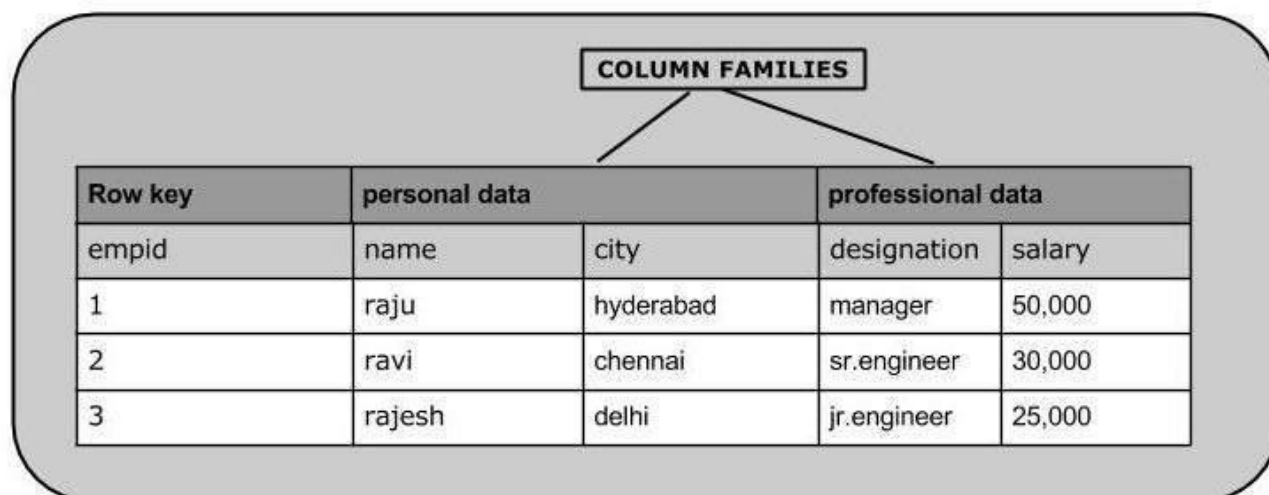 COLUMN FAMILIES
Row key personal data professional data
empid name city designation salary
1 raju hyderabad manager 50,000
2 ravi chennai sr.engineer 30,000
3 rajesh delhi jr.engineer 25,000